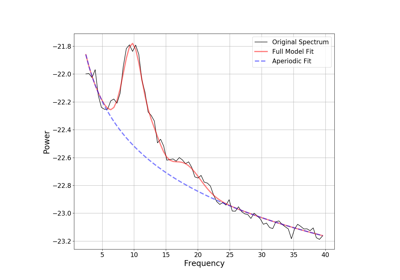 Original Spectrum
Full Model Fit
Aperiodic Fit
−21.8
−22.0
−22.2
−22.4
−22.6
−22.8
−23.0
−23.2
Power
5 10 15 20 25 30 35 40
Frequency